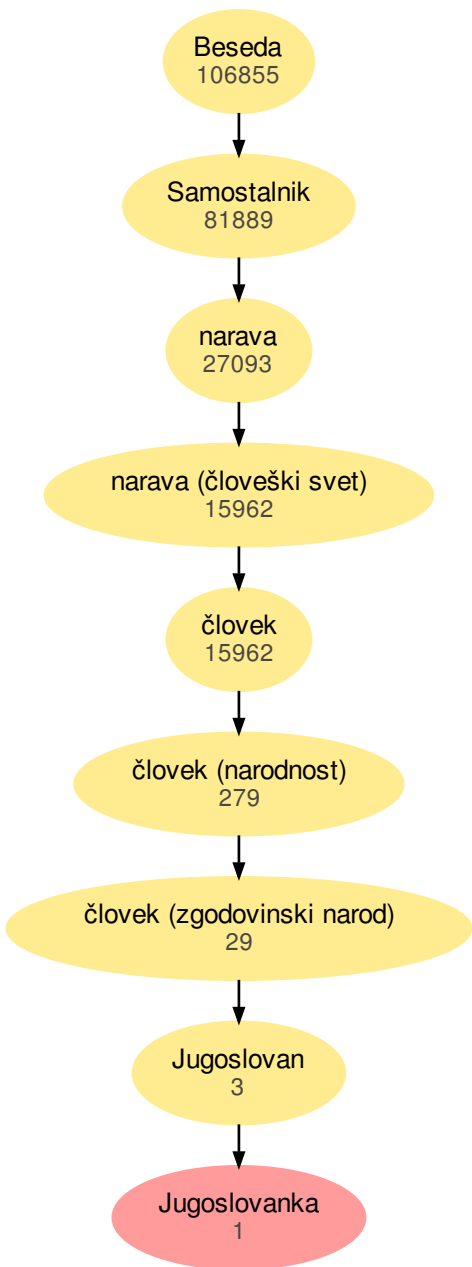 Beseda
106855
Samostalnik
81889
narava
27093
narava (človeški svet)
15962
človek
15962
človek (narodnost)
279
človek (zgodovinski narod)
29
Jugoslovan
3
Jugoslovanka
1